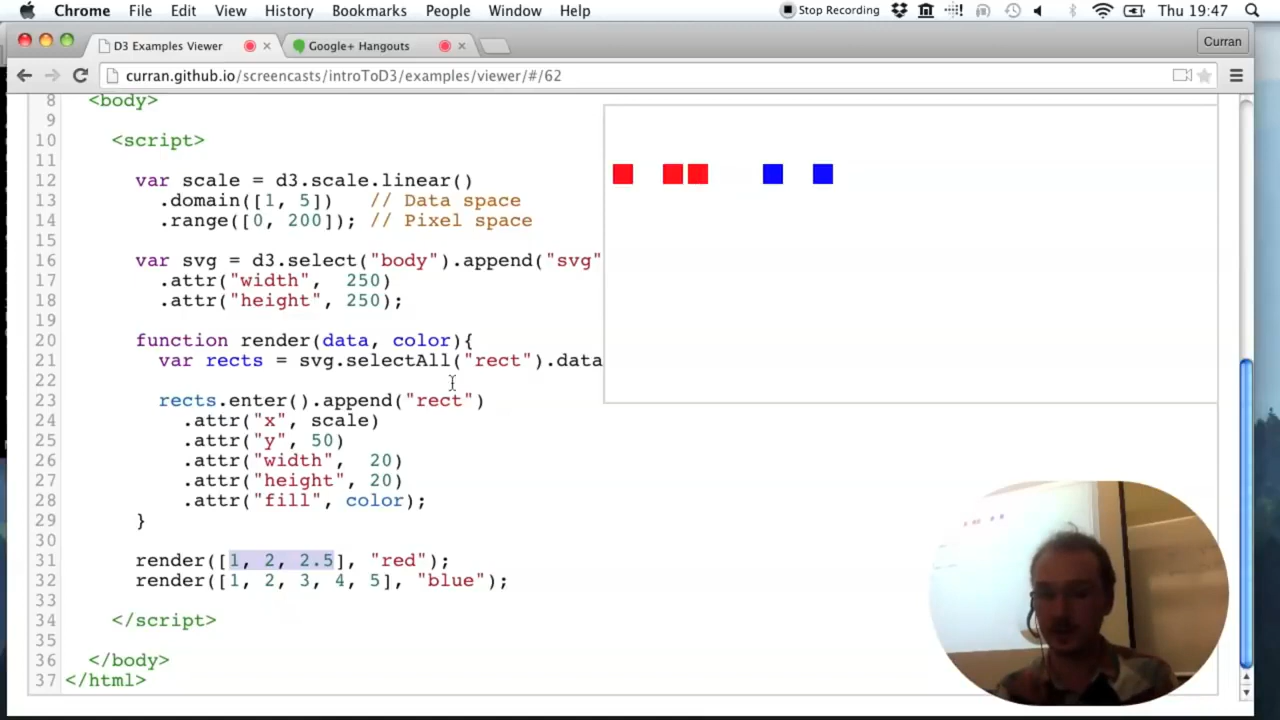 Chrome File Edit View History Bookmarks People Window Help Stop Recording Thu 19:47
D3 Examples Viewer Google+ Hangouts Curran
curran.github.io/screencasts/introToD3/examples/viewer/#/62
8 <body>
9
10 <script>
11
12 var scale = d3.scale.linear()
13 .domain([1, 5]) // Data space
14 .range([0, 200]); // Pixel space
15
16 var svg = d3.select("body").append("svg"
17 .attr("width", 250)
18 .attr("height", 250);
19
20 function render(data, color){
21 var rects = svg.selectAll("rect").data
22
23 rects.enter().append("rect")
24 .attr("x", scale)
25 .attr("y", 50)
26 .attr("width", 20)
27 .attr("height", 20)
28 .attr("fill", color);
29 }
30
31 render([1, 2, 2.5], "red");
32 render([1, 2, 3, 4, 5], "blue");
33
34 </script>
35
36 </body>
37 </html>